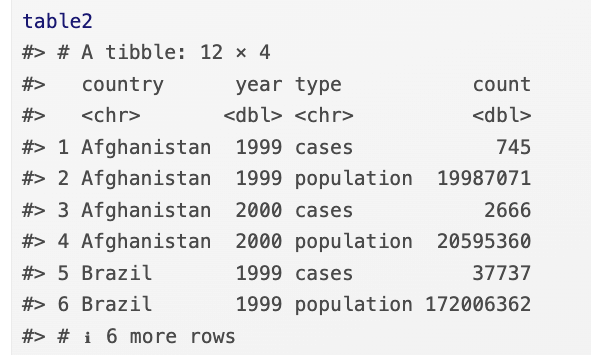 table2
#> # A tibble: 12 × 4
#>   country      year type           count
#>   <chr>       <dbl> <chr>          <dbl>
#> 1 Afghanistan  1999 cases            745
#> 2 Afghanistan  1999 population  19987071
#> 3 Afghanistan  2000 cases           2666
#> 4 Afghanistan  2000 population  20595360
#> 5 Brazil       1999 cases          37737
#> 6 Brazil       1999 population 172006362
#> # ℹ 6 more rows